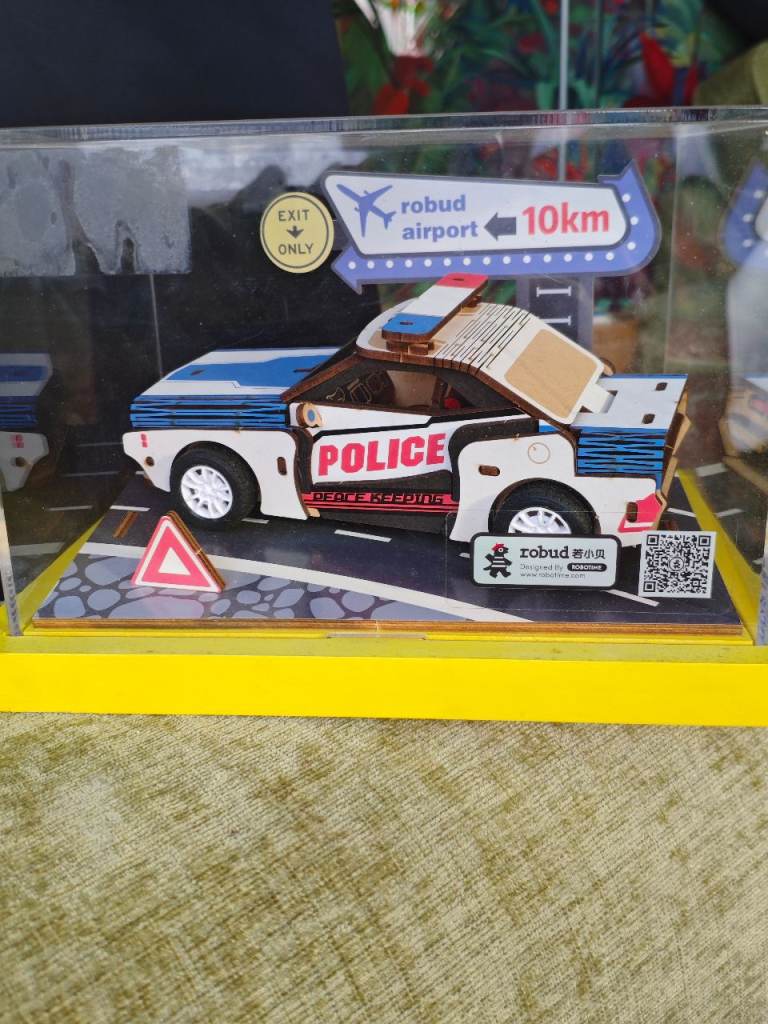 EXIT
ONLY
robud
airport
10km
POLICE
PEACE KEEPING
robud 若小贝
Designed By ROBOTIME
www.robotime.com